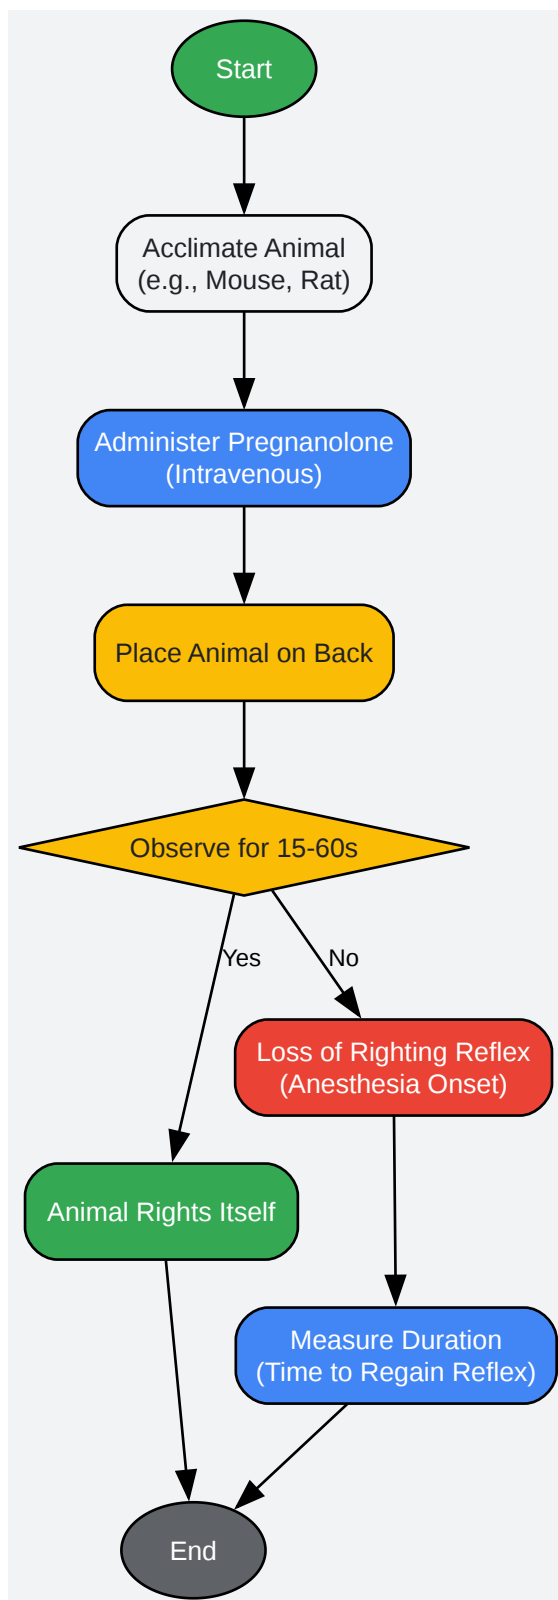 Start
Acclimate Animal
(e.g., Mouse, Rat)
Administer Pregnanolone
(Intravenous)
Place Animal on Back
Observe for 15-60s
Yes
No
Loss of Righting Reflex
(Anesthesia Onset)
Animal Rights Itself
Measure Duration
(Time to Regain Reflex)
End